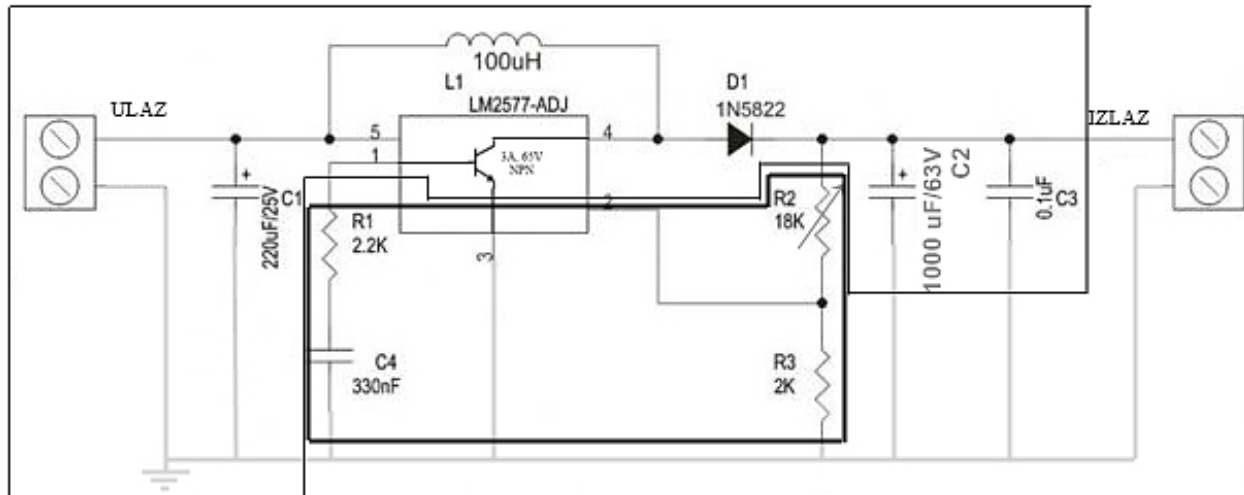 100uH
L1
D1
LM2577-ADJ
1N5822
ULAZ
IZLAZ
5
4
1
3A, 65V
NPN
+
+
C1
220uF/25V
2
R1
2.2K
R2
18K
1000 uF/63V
C2
0.1uF
C3
3
C4
330nF
R3
2K